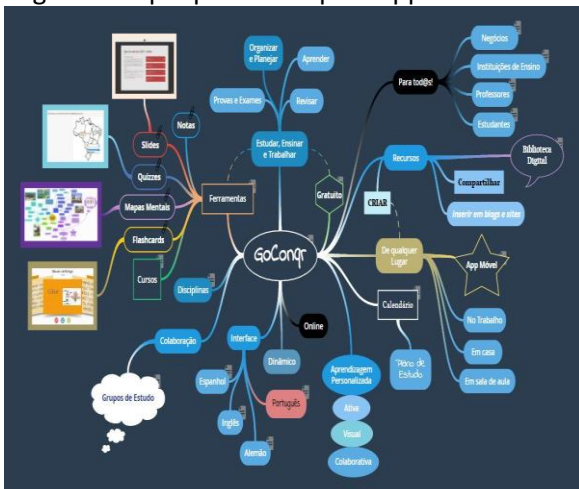 Organizar
e Planejar
Aprender
Provas e Exames
Revisar
Estudar, Ensinar
e Trabalhar
Notas
Slides
Quizzes
Mapas Mentais
Flashcards
Cursos
Ferramentas
Gratuito
Para tod@s!
Negócios
Instituições de Ensino
Professores
Estudantes
Recursos
Biblioteca
Digital
Compartilhar
Inserir em blogs e sites
CRIAR
De qualquer
Lugar
App Móvel
No Trabalho
Em casa
Em sala de aula
GoConqr
Calendário
Plano de
Estudo
Disciplinas
Colaboração
Grupos de Estudo
Interface
Espanhol
Inglês
Alemão
Português
Online
Dinâmico
Aprendizagem
Personalizada
Ativa
Visual
Colaborativa